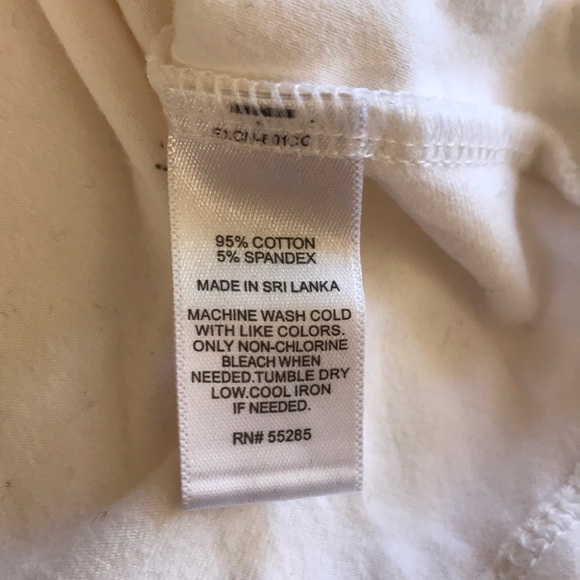 95% COTTON
5% SPANDEX
MADE IN SRI LANKA
MACHINE WASH COLD
WITH LIKE COLORS.
ONLY NON-CHLORINE
BLEACH WHEN
NEEDED.TUMBLE DRY
LOW.COOL IRON
IF NEEDED.
RN# 55285